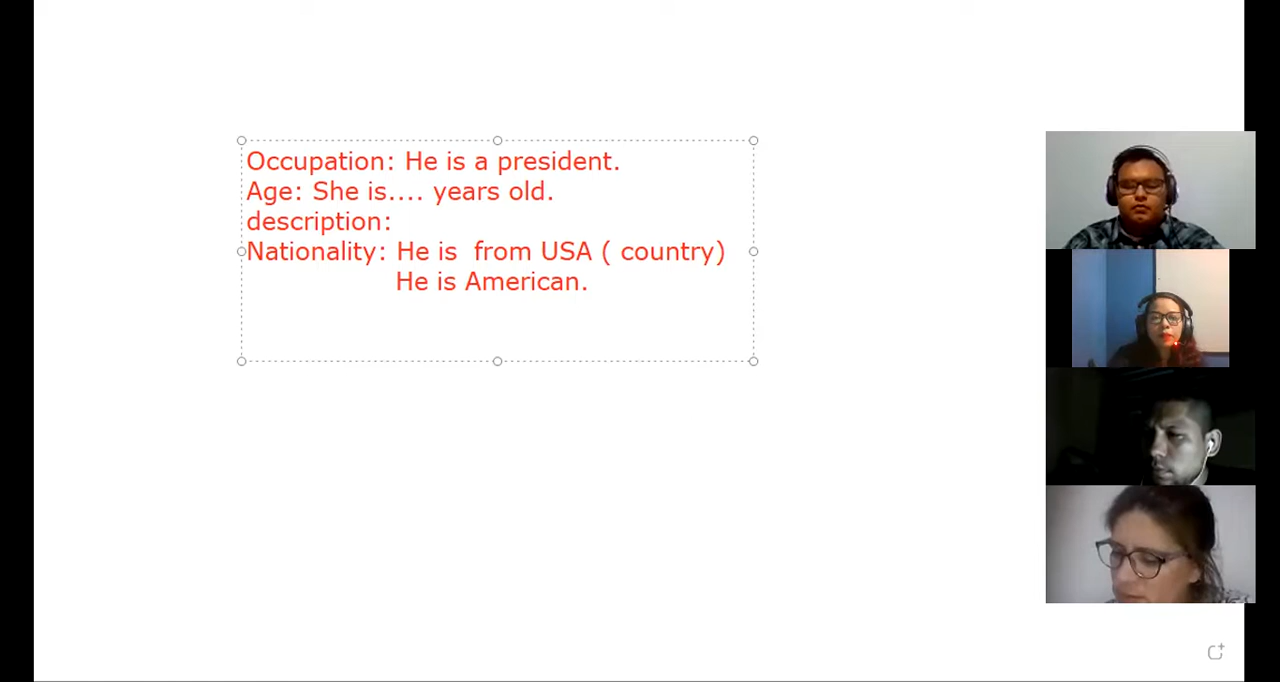 Occupation: He is a president.
Age: She is.... years old.
description:
Nationality: He is  from USA ( country)
He is American.